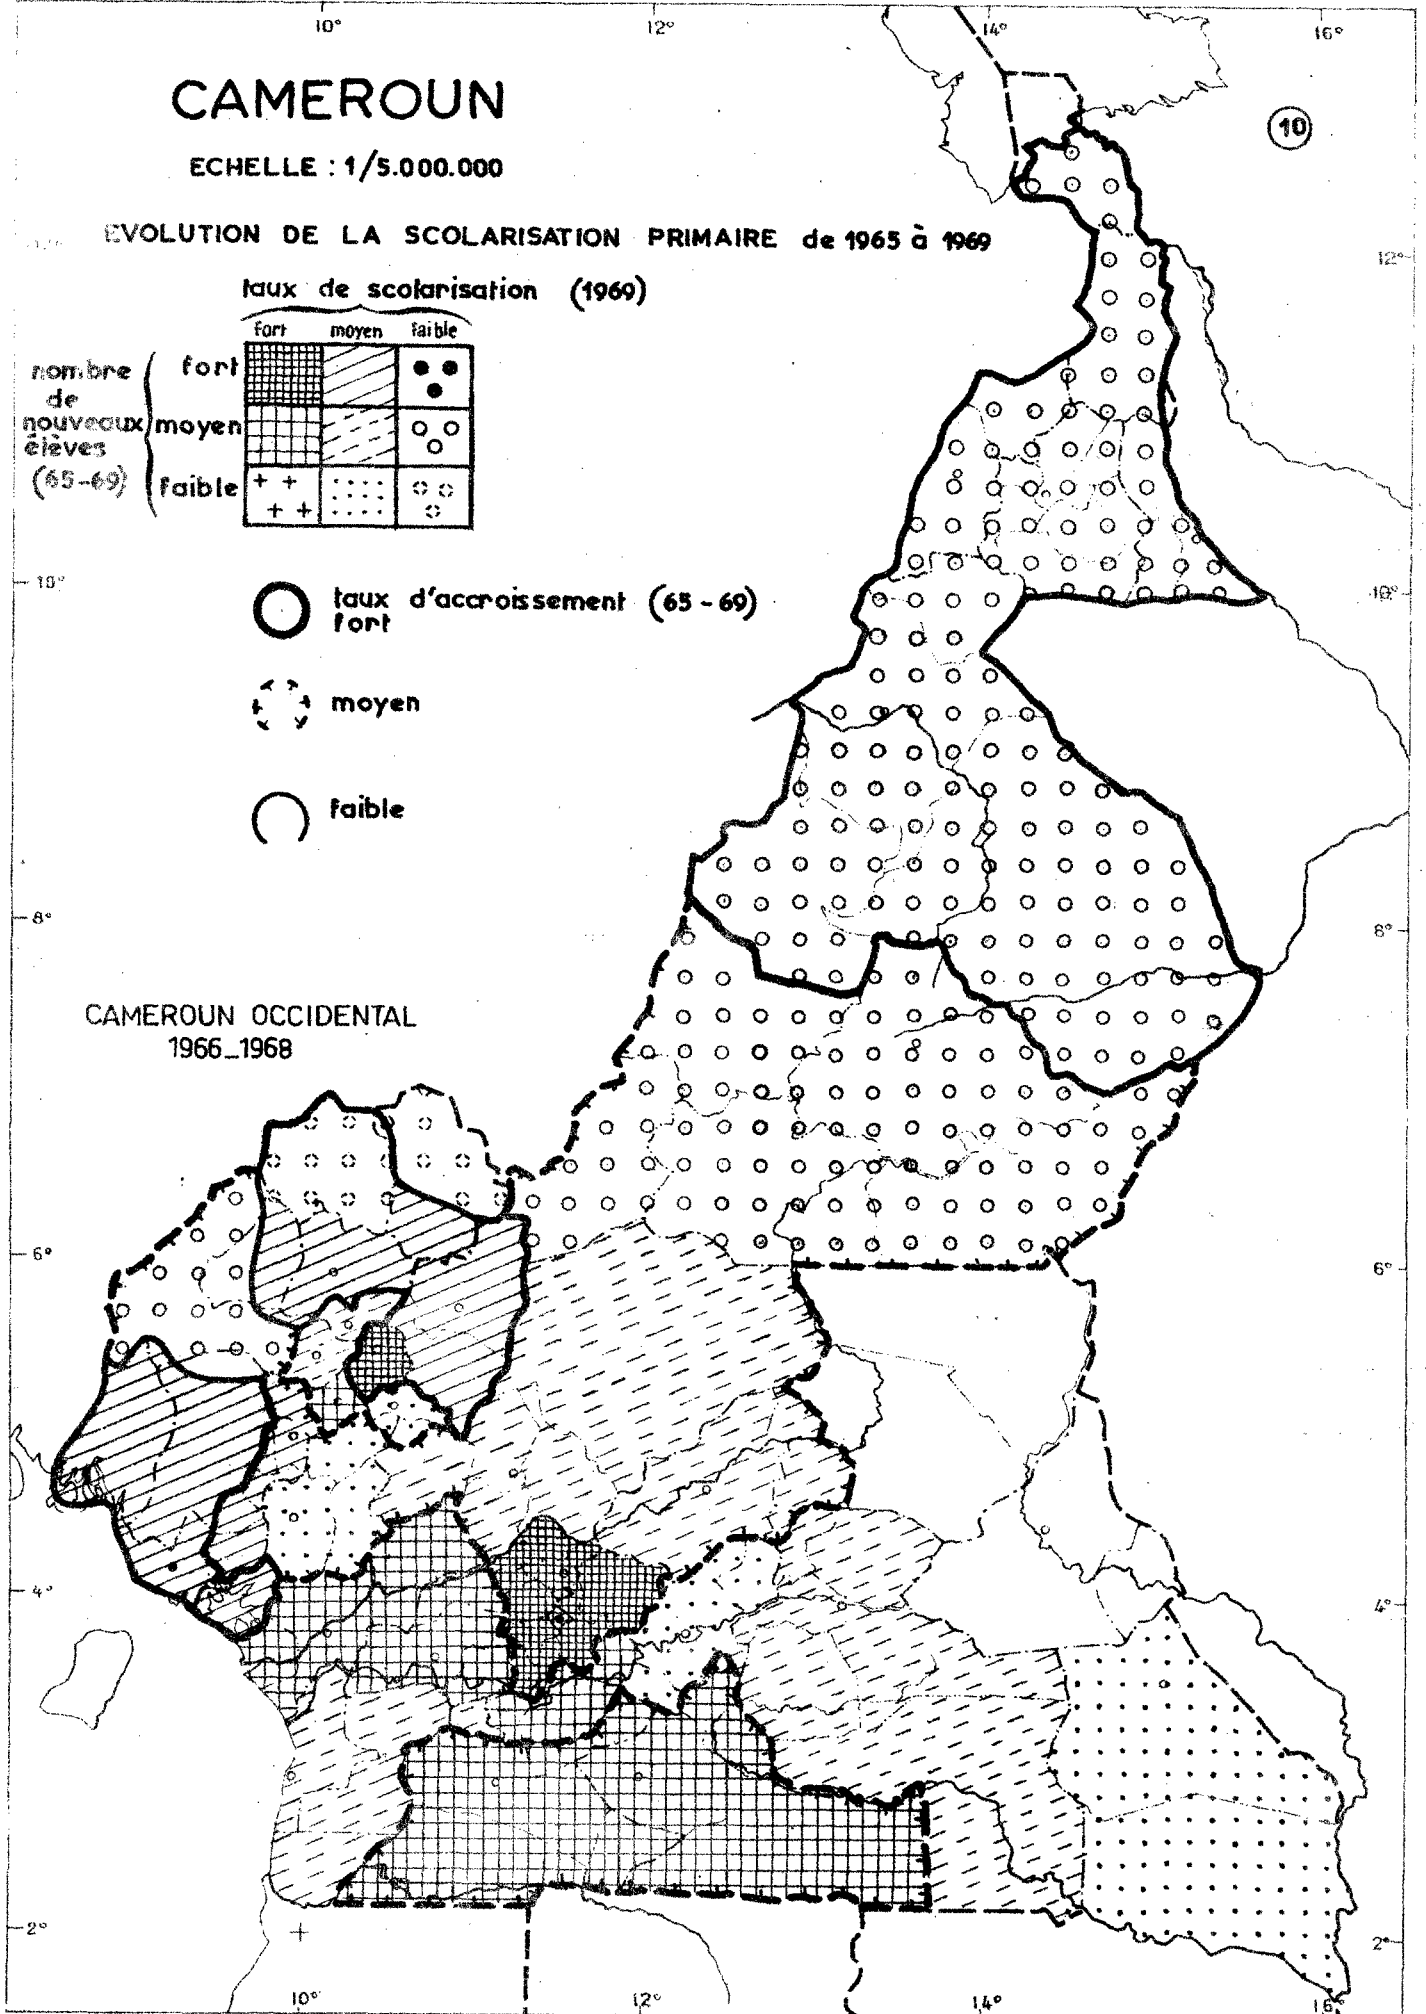 10° 12° 14° 16°
CAMEROUN
10
ECHELLE : 1/5.000.000
EVOLUTION DE LA SCOLARISATION PRIMAIRE de 1965 à 1969
12°
taux de scolarisation (1969)
fort moyen faible
nombre de nouveaux élèves (65-69)
fort
moyen
faible
10° 10°
taux d'accroissement (65-69)
fort
moyen
faible
8° 8°
CAMEROUN OCCIDENTAL
1966_1968
6° 6°
4° 4°
2° 2°
10° 12° 14° 16°